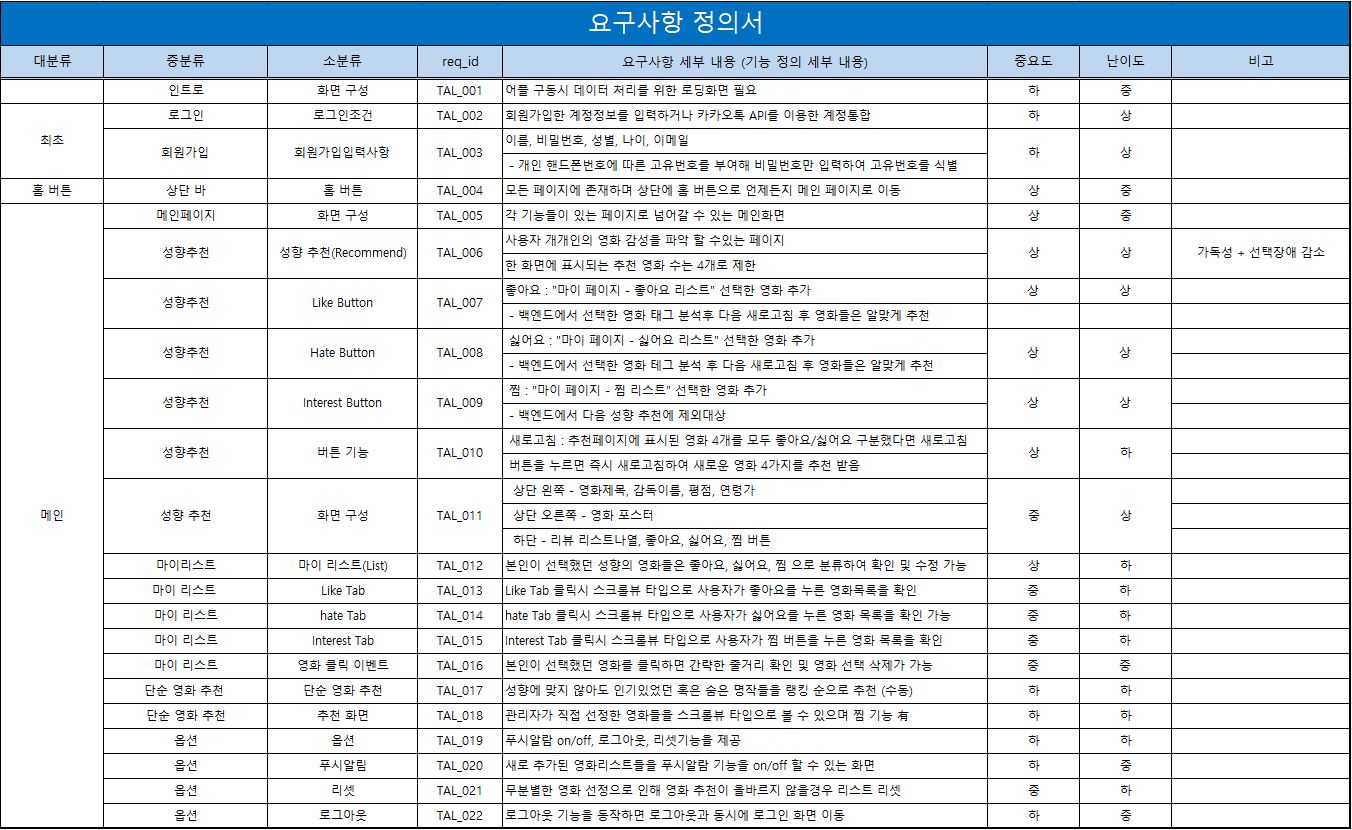 요구사항 정의서
대분류 중분류 소분류 req_id 요구사항 세부 내용 (기능 정의 세부 내용) 중요도 난이도 비고
인트로 화면 구성 TAL_001 어플 구동시 데이터 처리를 위한 로딩화면 필요 하 중
최초 로그인 로그인조건 TAL_002 회원가입한 계정정보를 입력하거나 카카오톡 API를 이용한 계정통합 하 상
회원가입 회원가입입력사항 TAL_003 이름, 비밀번호, 성별, 나이, 이메일 하 상
- 개인 핸드폰번호에 따른 고유번호를 부여해 비밀번호만 입력하여 고유번호를 식별
홈 버튼 상단 바 홈 버튼 TAL_004 모든 페이지에 존재하며 상단에 홈 버튼으로 언제든지 메인 페이지로 이동 상 중
메인 메인페이지 화면 구성 TAL_005 각 기능들이 있는 페이지로 넘어갈 수 있는 메인화면 상 중
성향추천 성향 추천(Recommend) TAL_006 사용자 개개인의 영화 감성을 파악 할 수있는 페이지 상 상 가독성 + 선택장애 감소
한 화면에 표시되는 추천 영화 수는 4개로 제한
성향추천 Like Button TAL_007 좋아요 : "마이 페이지 - 좋아요 리스트" 선택한 영화 추가 상 상
- 백엔드에서 선택한 영화 태그 분석후 다음 새로고침 후 영화들은 알맞게 추천
성향추천 Hate Button TAL_008 싫어요 : "마이 페이지 - 싫어요 리스트" 선택한 영화 추가 상 상
- 백엔드에서 선택한 영화 테그 분석 후 다음 새로고침 후 영화들은 알맞게 추천
성향추천 Interest Button TAL_009 찜 : "마이 페이지 - 찜 리스트" 선택한 영화 추가 상 상
- 백엔드에서 다음 성향 추천에 제외대상
성향추천 버튼 기능 TAL_010 새로고침 : 추천페이지에 표시된 영화 4개를 모두 좋아요/싫어요 구분했다면 새로고침 상 하
버튼을 누르면 즉시 새로고침하여 새로운 영화 4가지를 추천 받음
성향 추천 화면 구성 TAL_011 상단 왼쪽 - 영화제목, 감독이름, 평점, 연령가 중 상
상단 오른쪽 - 영화 포스터
하단 - 리뷰 리스트나열, 좋아요, 싫어요, 찜 버튼
마이리스트 마이 리스트(List) TAL_012 본인이 선택했던 성향의 영화들은 좋아요, 싫어요, 찜 으로 분류하여 확인 및 수정 가능 상 하
마이 리스트 Like Tab TAL_013 Like Tab 클릭시 스크롤뷰 타입으로 사용자가 좋아요를 누른 영화목록을 확인 중 하
마이 리스트 hate Tab TAL_014 hate Tab 클릭시 스크롤뷰 타입으로 사용자가 싫어요를 누른 영화 목록을 확인 가능 중 하
마이 리스트 Interest Tab TAL_015 Interest Tab 클릭시 스크롤뷰 타입으로 사용자가 찜 버튼을 누른 영화 목록을 확인 중 하
마이 리스트 영화 클릭 이벤트 TAL_016 본인이 선택했던 영화를 클릭하면 간략한 줄거리 확인 및 영화 선택 삭제가 가능 중 중
단순 영화 추천 단순 영화 추천 TAL_017 성향에 맞지 않아도 인기있었던 혹은 숨은 명작들을 랭킹 순으로 추천 (수동) 하 하
단순 영화 추천 추천 화면 TAL_018 관리자가 직접 선정한 영화들을 스크롤뷰 타입으로 볼 수 있으며 찜 기능 有 하 하
옵션 옵션 TAL_019 푸시알람 on/off, 로그아웃, 리셋기능을 제공 하 하
옵션 푸시알림 TAL_020 새로 추가된 영화리스트들을 푸시알람 기능을 on/off 할 수 있는 화면 하 중
옵션 리셋 TAL_021 무분별한 영화 선정으로 인해 영화 추천이 올바르지 않을경우 리스트 리셋 중 하
옵션 로그아웃 TAL_022 로그아웃 기능을 동작하면 로그아웃과 동시에 로그인 화면 이동 하 중